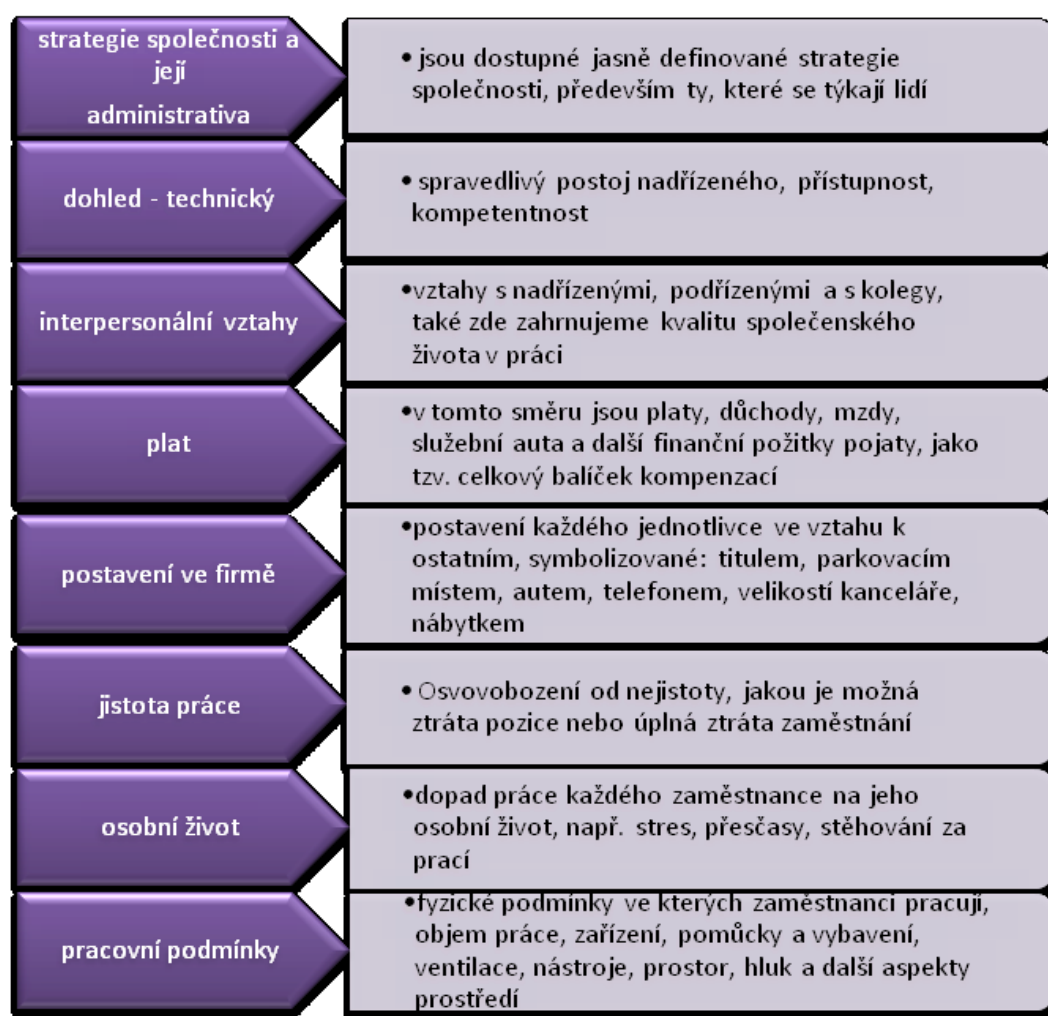 strategie společnosti a
její
administrativa
• jsou dostupné jasně definované strategie
společnosti, především ty, které se týkají lidí
dohled - technický
• spravedlivý postoj nadřízeného, přístupnost,
kompetentnost
interpersonální vztahy
•vztahy s nadřízenými, podřízenými a s kolegy,
také zde zahrnujeme kvalitu společenského
života v práci
plat
•v tomto směru jsou platy, důchody, mzdy,
služební auta a další finanční požitky pojaty, jako
tzv. celkový balíček kompenzací
postavení ve firmě
•postavení každého jednotlivce ve vztahu k
ostatním, symbolizované: titulem, parkovacím
místem, autem, telefonem, velikostí kanceláře,
nábytkem
jistota práce
• Osvovobození od nejistoty, jakou je možná
ztráta pozice nebo úplná ztráta zaměstnání
osobní život
•dopad práce každého zaměstnance na jeho
osobní život, např. stres, přesčasy, stěhování za
prací
pracovní podmínky
•fyzické podmínky ve kterých zaměstnanci pracují,
objem práce, zařízení, pomůcky a vybavení,
ventilace, nástroje, prostor, hluk a další aspekty
prostředí